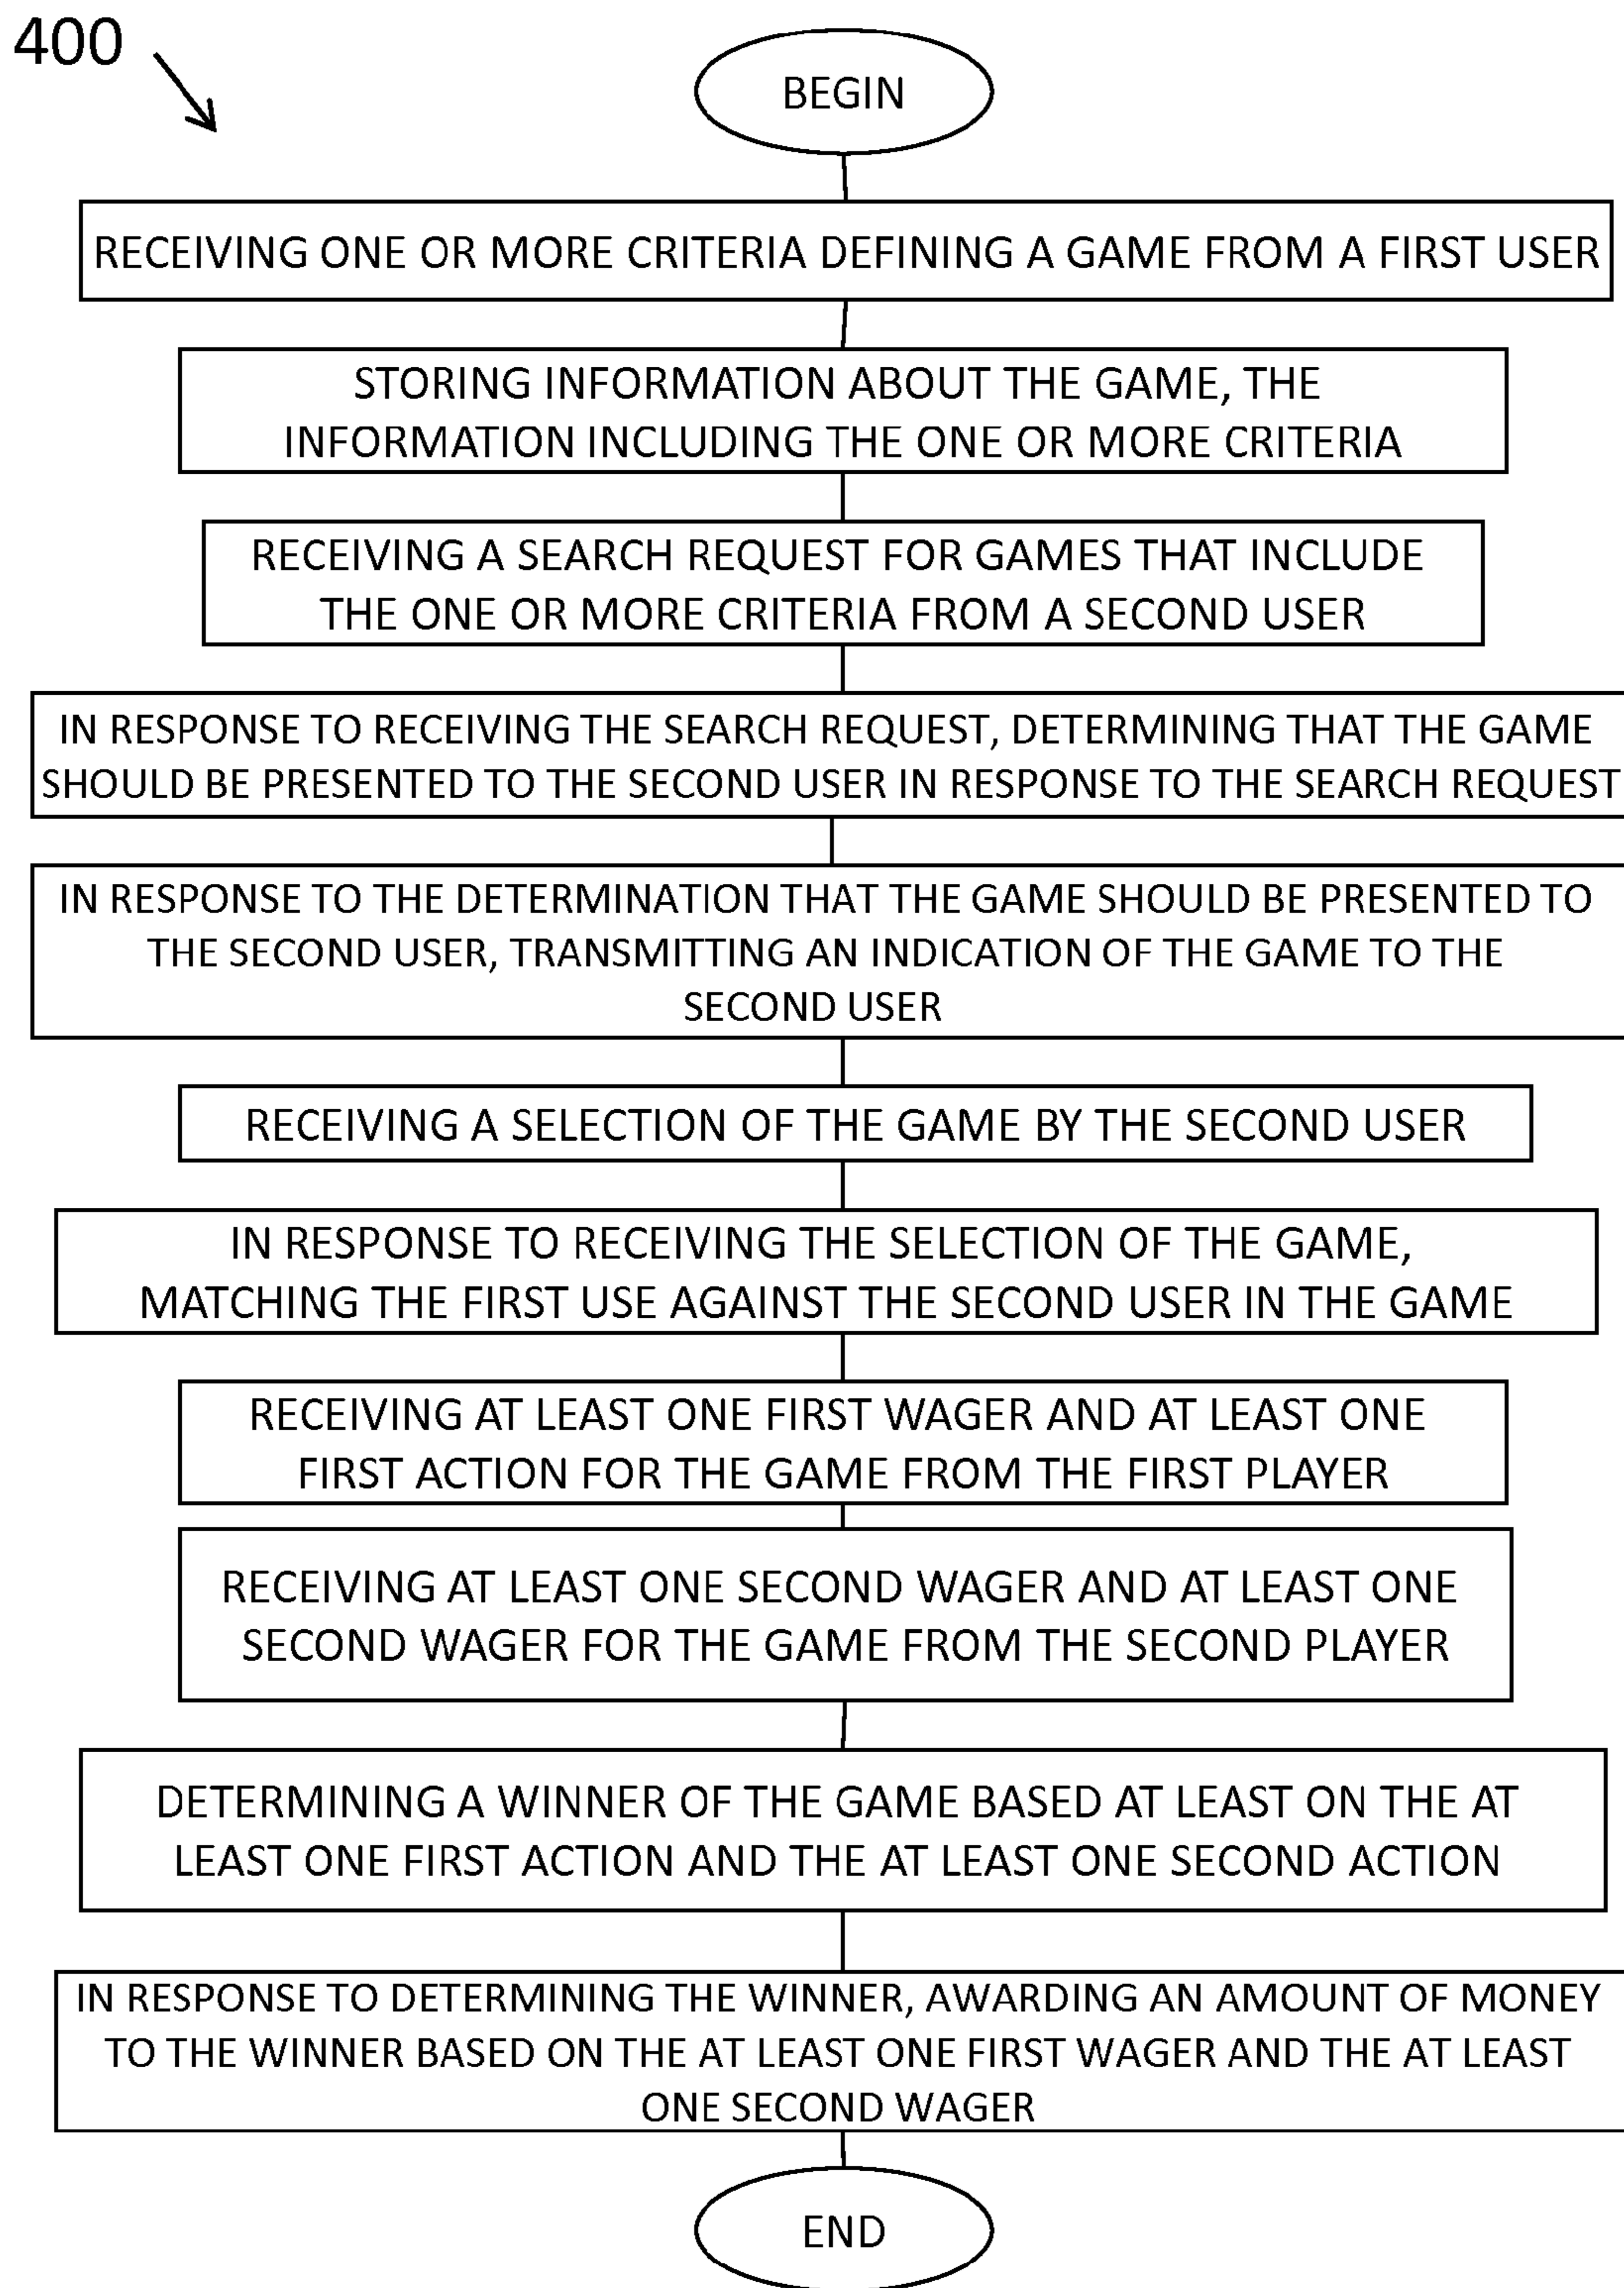 400
BEGIN
RECEIVING ONE OR MORE CRITERIA DEFINING A GAME FROM A FIRST USER
STORING INFORMATION ABOUT THE GAME, THE
INFORMATION INCLUDING THE ONE OR MORE CRITERIA
RECEIVING A SEARCH REQUEST FOR GAMES THAT INCLUDE
THE ONE OR MORE CRITERIA FROM A SECOND USER
IN RESPONSE TO RECEIVING THE SEARCH REQUEST, DETERMINING THAT THE GAME
SHOULD BE PRESENTED TO THE SECOND USER IN RESPONSE TO THE SEARCH REQUEST
IN RESPONSE TO THE DETERMINATION THAT THE GAME SHOULD BE PRESENTED TO
THE SECOND USER, TRANSMITTING AN INDICATION OF THE GAME TO THE
SECOND USER
RECEIVING A SELECTION OF THE GAME BY THE SECOND USER
IN RESPONSE TO RECEIVING THE SELECTION OF THE GAME,
MATCHING THE FIRST USE AGAINST THE SECOND USER IN THE GAME
RECEIVING AT LEAST ONE FIRST WAGER AND AT LEAST ONE
FIRST ACTION FOR THE GAME FROM THE FIRST PLAYER
RECEIVING AT LEAST ONE SECOND WAGER AND AT LEAST ONE
SECOND WAGER FOR THE GAME FROM THE SECOND PLAYER
DETERMINING A WINNER OF THE GAME BASED AT LEAST ON THE AT
LEAST ONE FIRST ACTION AND THE AT LEAST ONE SECOND ACTION
IN RESPONSE TO DETERMINING THE WINNER, AWARDING AN AMOUNT OF MONEY
TO THE WINNER BASED ON THE AT LEAST ONE FIRST WAGER AND THE AT LEAST
ONE SECOND WAGER
END